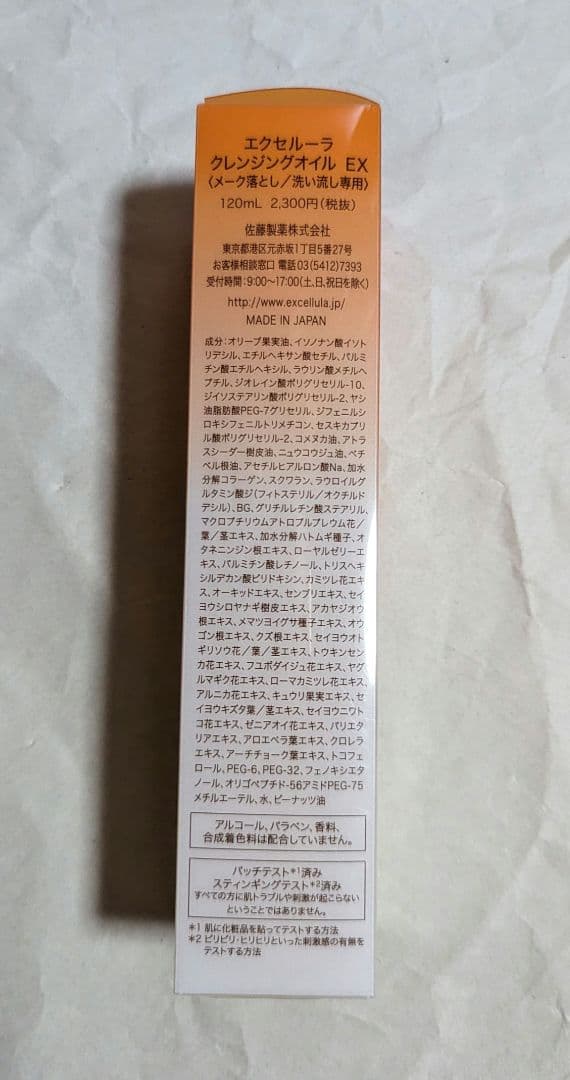 エクセルーラ
クレンジングオイル EX
〈メーク落とし／洗い流し専用〉
120mL 2,300円(税抜)
佐藤製薬株式会社
東京都港区元赤坂1丁目5番27号
お客様相談窓口 電話03(5412)7393
受付時間：9:00〜17:00(土、日、祝日を除く)
http://www.excellula.jp/
MADE IN JAPAN
成分：オリーブ果実油、イソノナン酸イソト
リデシル、エチルヘキサン酸セチル、パルミ
チン酸エチルヘキシル、ラウリン酸メチルヘ
プチル、ジオレイン酸ポリグリセリル-10、
ジイソステアリン酸ポリグリセリル-2、ヤシ
油脂肪酸PEG-7グリセリル、ジフェニルシ
ロキシフェニルトリメチコン、セスキカプリ
ル酸ポリグリセリル-2、コメヌカ油、アトラ
スシーダー樹皮油、ニュウコウジュ油、ベチ
ベル根油、アセチルヒアルロン酸Na、加水
分解コラーゲン、スクワラン、ラウロイルグ
ルタミン酸ジ(フィトステリル／オクチルド
デシル)、BG、グリチルレチン酸ステアリル、
マクロプチリウムアトロプルプレウム花／
葉／茎エキス、加水分解ハトムギ種子、オ
タネニンジン根エキス、ローヤルゼリーエ
キス、パルミチン酸レチノール、トリスヘキ
シルデカン酸ピリドキシン、カミツレ花エキ
ス、オーキッドエキス、センブリエキス、セイ
ヨウシロヤナギ樹皮エキス、アカヤジオウ
根エキス、メマツヨイグサ種子エキス、オウ
ゴン根エキス、クズ根エキス、セイヨウオト
ギリソウ花／葉／茎エキス、トウキンセン
カ花エキス、フユボダイジュ花エキス、ヤグ
ルマギク花エキス、ローマカミツレ花エキス、
アルニカ花エキス、キュウリ果実エキス、セ
イヨウキズタ葉／茎エキス、セイヨウニワト
コ花エキス、ゼニアオイ花エキス、パリエタ
リアエキス、アロエベラ葉エキス、クロレラ
エキス、アーチチョーク葉エキス、トコフェ
ロール、PEG-6、PEG-32、フェノキシエタ
ノール、オリゴペプチド-56アミドPEG-75
メチルエーテル、水、ピーナッツ油
アルコール、パラベン、香料、
合成着色料は配合していません。
パッチテスト*1済み
スティンギングテスト*2済み
すべての方に肌トラブルや刺激が起こらない
ということではありません。
*1 肌に化粧品を貼ってテストする方法
*2 ピリピリ・ヒリヒリといった刺激感の有無を
テストする方法